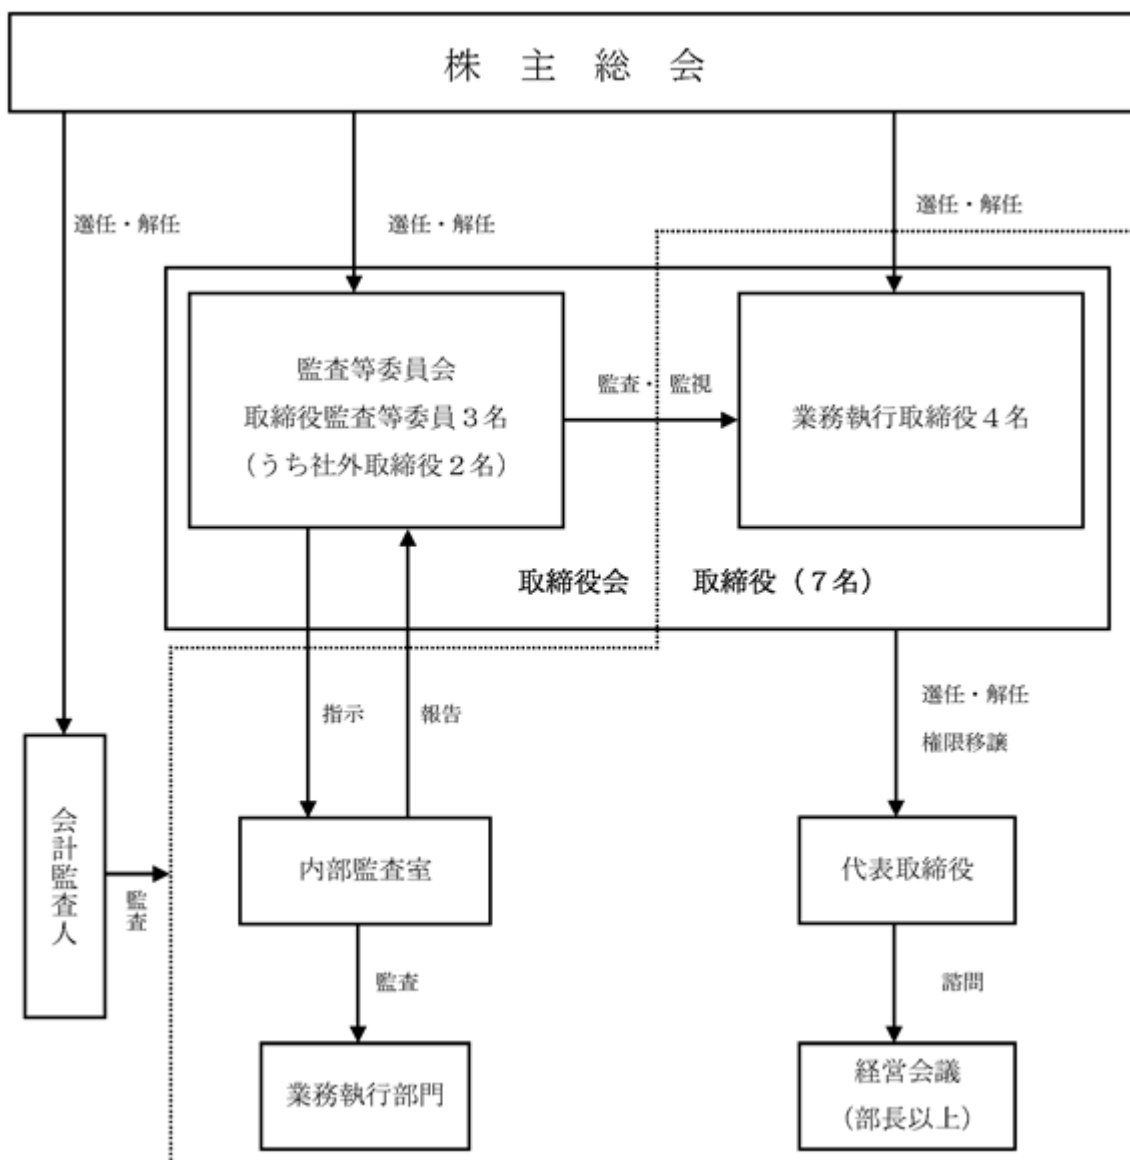 株 主 総 会
選任・解任
選任・解任
選任・解任
監査等委員会
取締役監査等委員３名
（うち社外取締役２名）
監査・ 監視
業務執行取締役４名
取締役会
取締役（７名）
選任・解任
権限移譲
指示
報告
会計監査人
監査
内部監査室
代表取締役
監査
諮問
業務執行部門
経営会議
（部長以上）